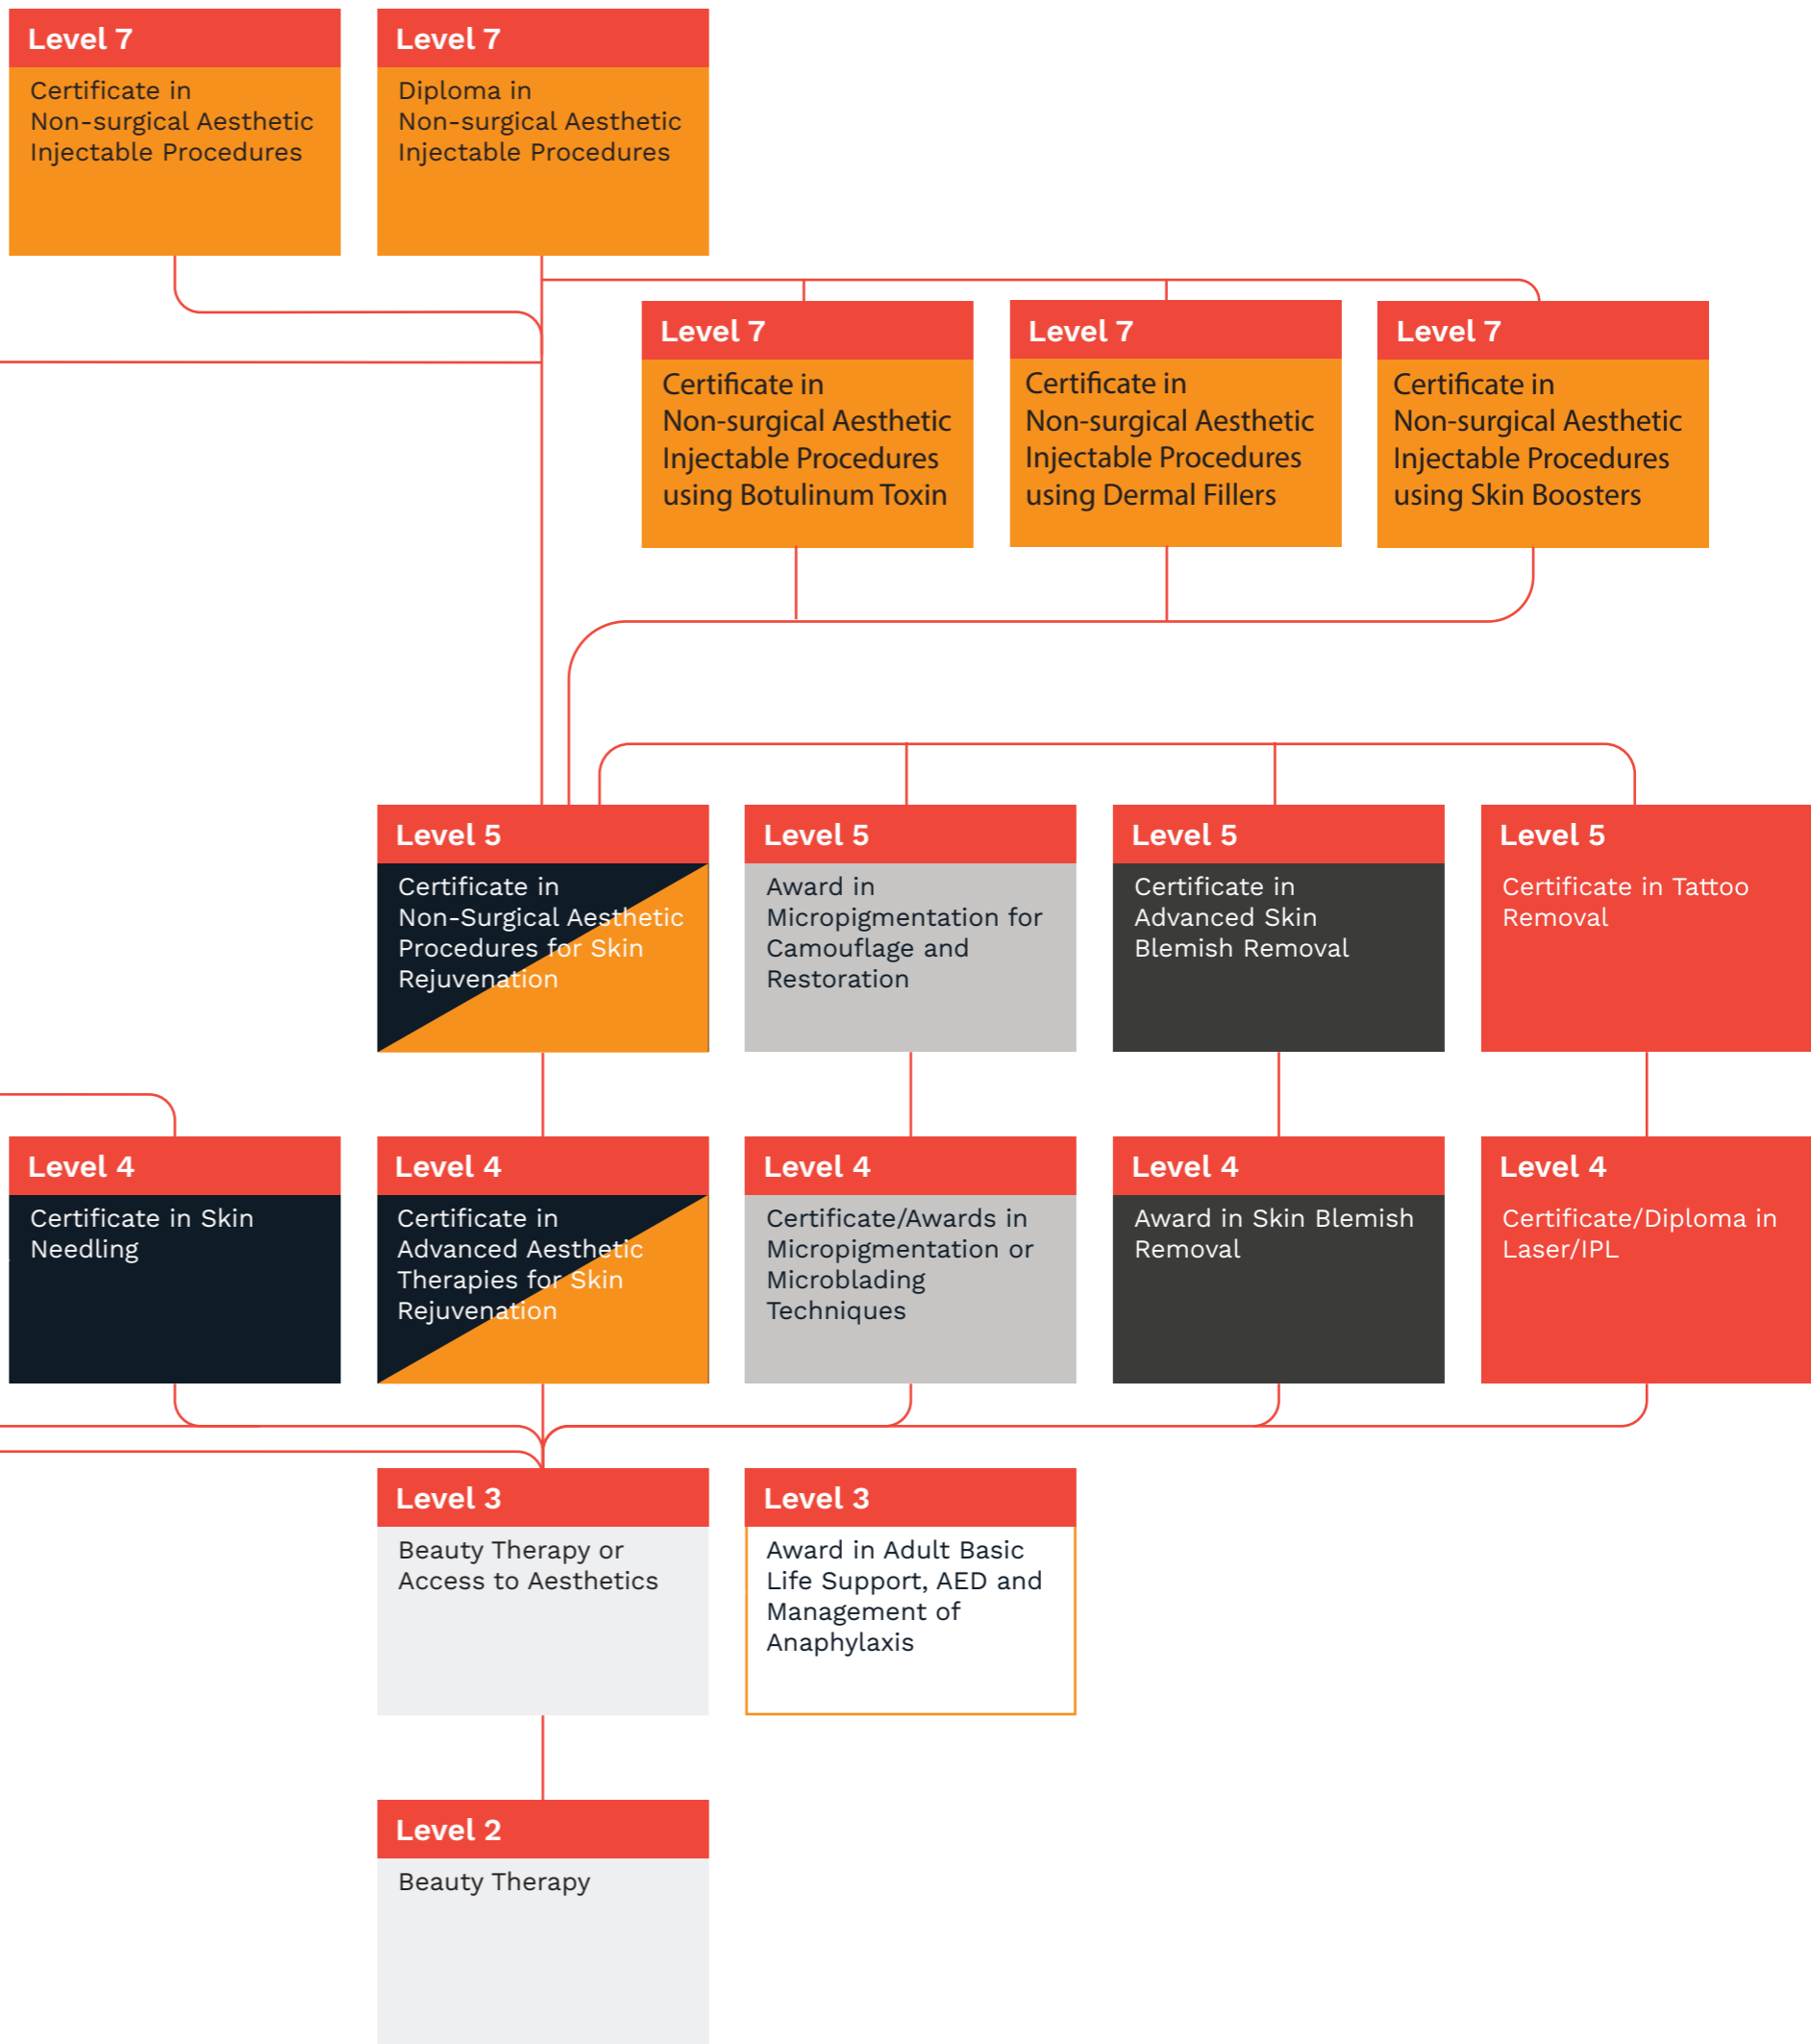 Level 7
Certificate in
Non-surgical Aesthetic
Injectable Procedures
Level 7
Diploma in
Non-surgical Aesthetic
Injectable Procedures
Level 7
Certificate in
Non-surgical Aesthetic
Injectable Procedures
using Botulinum Toxin
Level 7
Certificate in
Non-surgical Aesthetic
Injectable Procedures
using Dermal Fillers
Level 7
Certificate in
Non-surgical Aesthetic
Injectable Procedures
using Skin Boosters
Level 5
Certificate in
Non-Surgical Aesthetic
Procedures for Skin
Rejuvenation
Level 5
Award in
Micropigmentation for
Camouflage and
Restoration
Level 5
Certificate in
Advanced Skin
Blemish Removal
Level 5
Certificate in Tattoo
Removal
Level 4
Certificate in Skin
Needling
Level 4
Certificate in
Advanced Aesthetic
Therapies for Skin
Rejuvenation
Level 4
Certificate/Awards in
Micropigmentation or
Microblading
Techniques
Level 4
Award in Skin Blemish
Removal
Level 4
Certificate/Diploma in
Laser/IPL
Level 3
Beauty Therapy or
Access to Aesthetics
Level 3
Award in Adult Basic
Life Support, AED and
Management of
Anaphylaxis
Level 2
Beauty Therapy